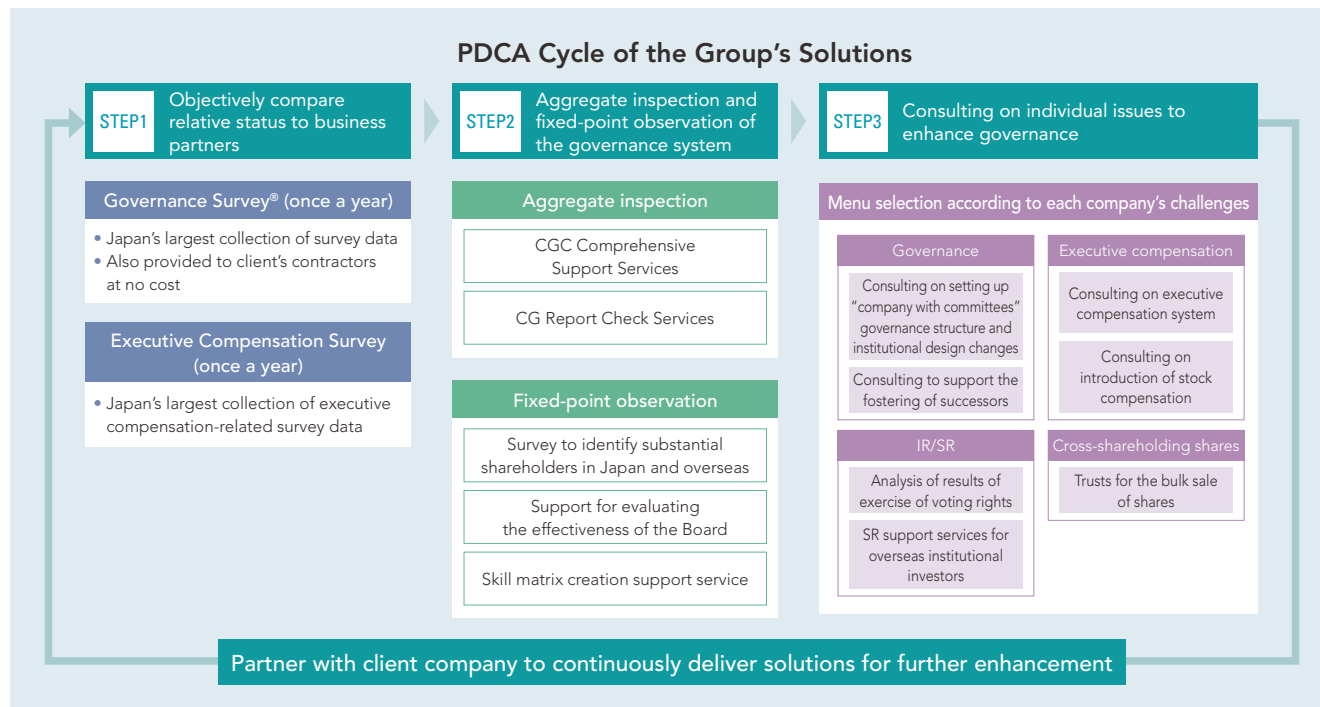 PDCA Cycle of the Group’s Solutions
STEP1
Objectively compare
relative status to business
partners
Governance Survey® (once a year)
• Japan’s largest collection of survey data
• Also provided to client’s contractors
at no cost
Executive Compensation Survey
(once a year)
• Japan’s largest collection of executive
compensation-related survey data
STEP2
Aggregate inspection and
fixed-point observation of
the governance system
Aggregate inspection
CGC Comprehensive
Support Services
CG Report Check Services
Fixed-point observation
Survey to identify substantial
shareholders in Japan and overseas
Support for evaluating
the effectiveness of the Board
Skill matrix creation support service
STEP3
Consulting on individual issues to
enhance governance
Menu selection according to each company’s challenges
Governance
Consulting on setting up
“company with committees”
governance structure and
institutional design changes
Consulting to support the
fostering of successors
Executive compensation
Consulting on executive
compensation system
Consulting on
introduction of stock
compensation
IR/SR
Analysis of results of
exercise of voting rights
SR support services for
overseas institutional
investors
Cross-shareholding shares
Trusts for the bulk sale
of shares
Partner with client company to continuously deliver solutions for further enhancement